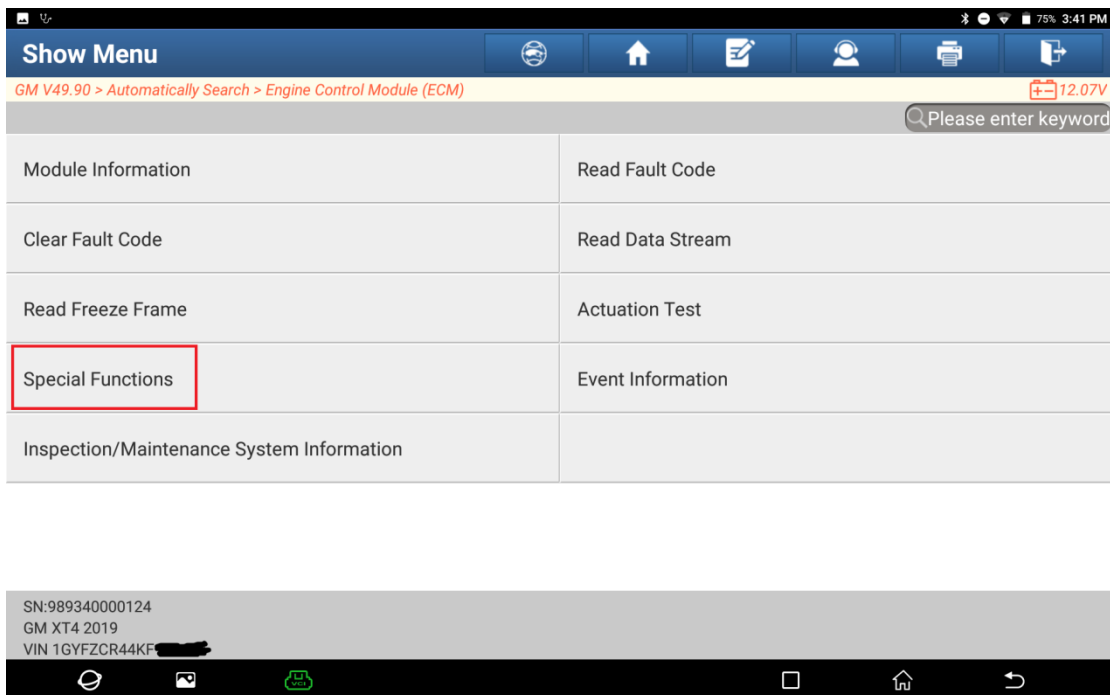 75% 3:41 PM
Show Menu
GM V49.90 > Automatically Search > Engine Control Module (ECM)
12.07V
Please enter keyword
Module Information
Read Fault Code
Clear Fault Code
Read Data Stream
Read Freeze Frame
Actuation Test
Special Functions
Event Information
Inspection/Maintenance System Information
SN:989340000124
GM XT4 2019
VIN 1GYFZCR44KF
VCI